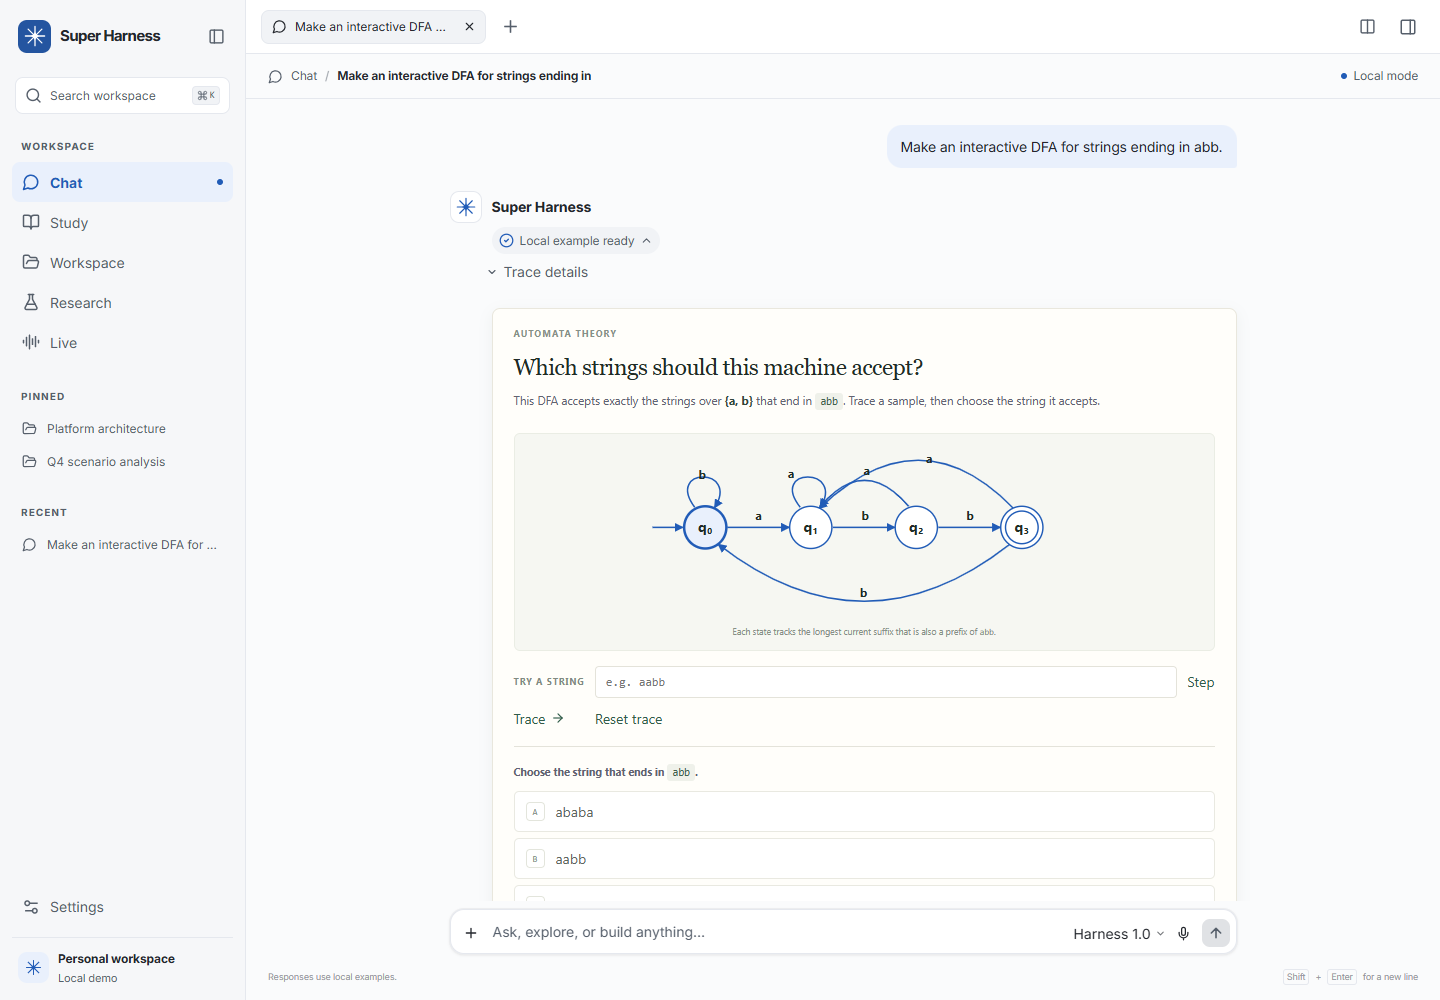 Super Harness
Search workspace
⌘K
WORKSPACE
Chat
Study
Workspace
Research
Live
PINNED
Platform architecture
Q4 scenario analysis
RECENT
Make an interactive DFA for ...
Settings
Personal workspace
Local demo
Make an interactive DFA ...
Chat / Make an interactive DFA for strings ending in
Local mode
Make an interactive DFA for strings ending in abb.
Super Harness
Local example ready
Trace details
AUTOMATA THEORY
Which strings should this machine accept?
This DFA accepts exactly the strings over {a, b} that end in abb. Trace a sample, then choose the string it accepts.
a
b
a
a
a
b
b
q₀
q₁
q₂
q₃
b
Each state tracks the longest current suffix that is also a prefix of abb.
TRY A STRING
e.g. aabb
Step
Trace →
Reset trace
Choose the string that ends in abb.
A
ababa
B
aabb
Ask, explore, or build anything...
Harness 1.0
Responses use local examples.
Shift + Enter for a new line